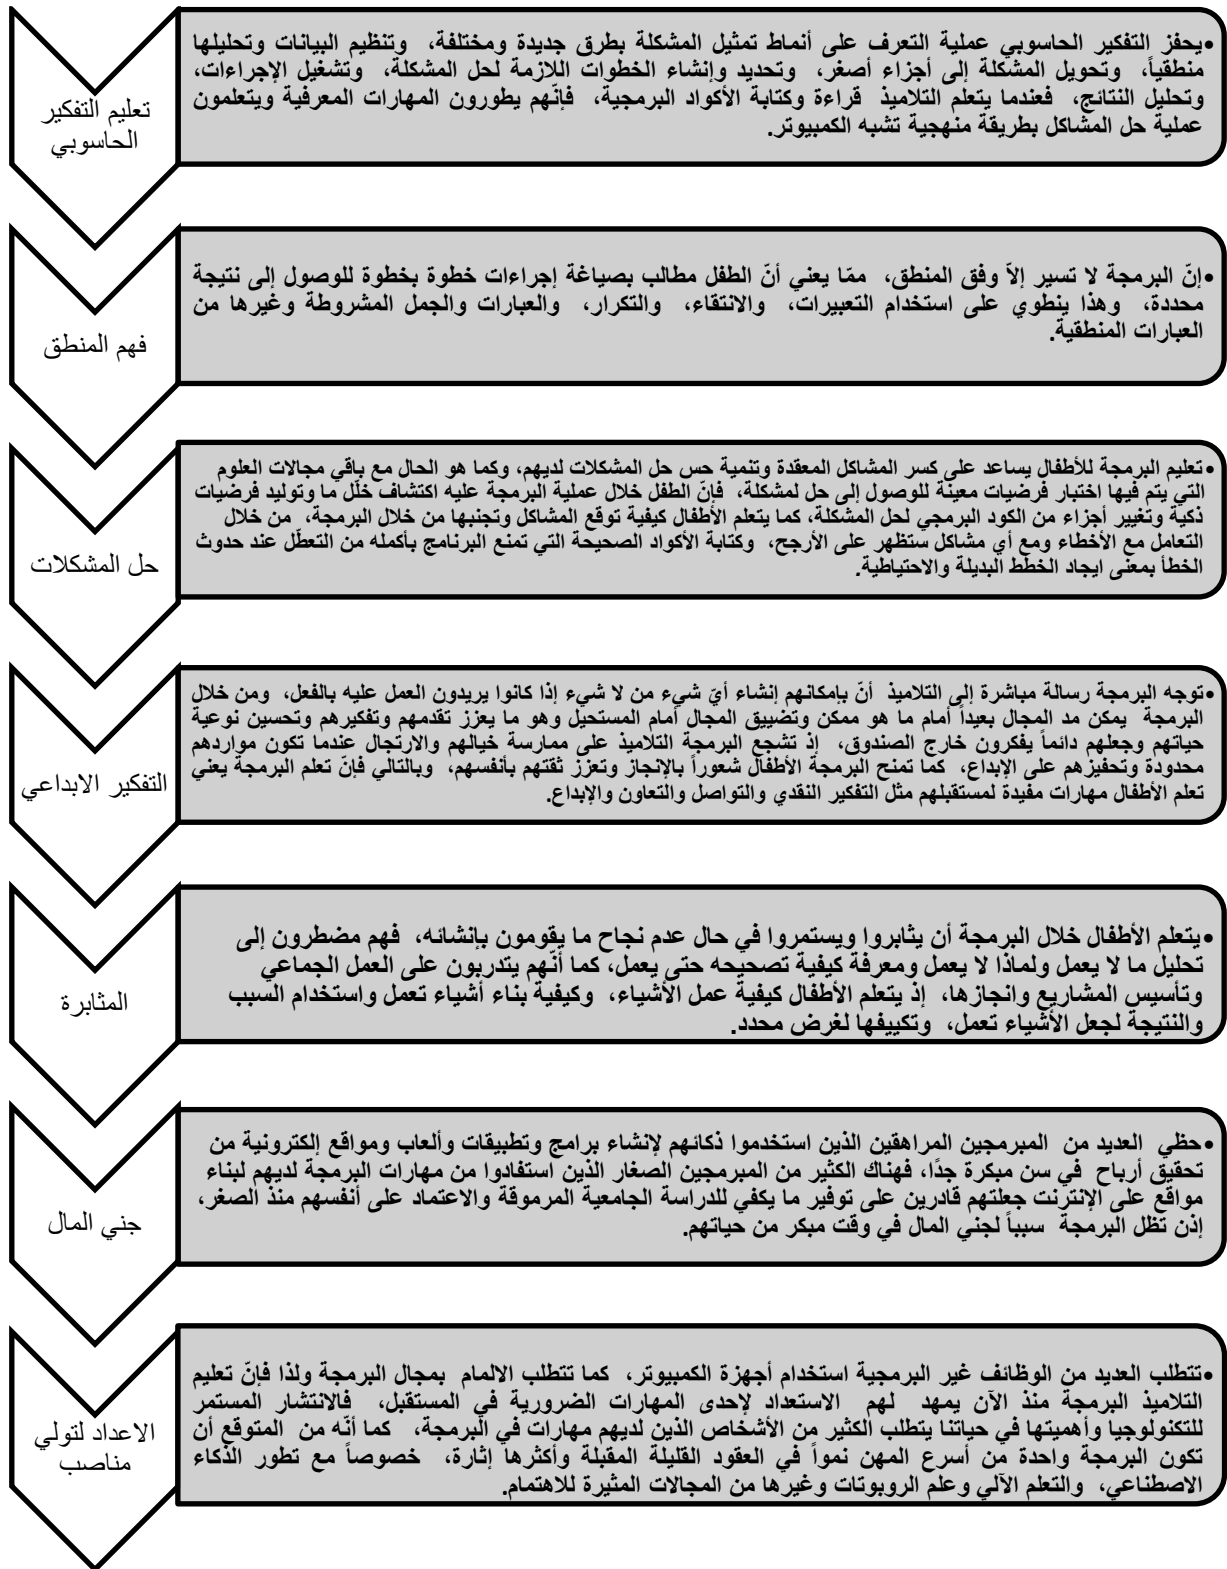 تعليم التفكير
الحاسوبي
•يحفز التفكير الحاسوبي عملية التعرف على أنماط تمثيل المشكلة بطرق جديدة ومختلفة، وتنظيم البيانات وتحليلها
منطقياً، وتحويل المشكلة إلى أجزاء أصغر، وتحديد وإنشاء الخطوات اللازمة لحل المشكلة، وتشغيل الإجراءات،
وتحليل النتائج، فعندما يتعلم التلاميذ قراءة وكتابة الأكواد البرمجية، فإنّهم يطورون المهارات المعرفية ويتعلمون
عملية حل المشاكل بطريقة منهجية تشبه الكمبيوتر.
فهم المنطق
•إنّ البرمجة لا تسير إلاّ وفق المنطق، ممّا يعني أنّ الطفل مطالب بصياغة إجراءات خطوة بخطوة للوصول إلى نتيجة
محددة، وهذا ينطوي على استخدام التعبيرات، والانتقاء، والتكرار، والعبارات والجمل المشروطة وغيرها من
العبارات المنطقية.
حل المشكلات
•تعليم البرمجة للأطفال يساعد على كسر المشاكل المعقدة وتنمية حس حل المشكلات لديهم، وكما هو الحال مع باقي مجالات العلوم
التي يتم فيها اختبار فرضيات معينة للوصول إلى حل لمشكلة، فإنّ الطفل خلال عملية البرمجة عليه اكتشاف خلّل ما وتوليد فرضيات
ذكية وتغيير أجزاء من الكود البرمجي لحل المشكلة، كما يتعلم الأطفال كيفية توقع المشاكل وتجنبها من خلال البرمجة، من خلال
التعامل مع الأخطاء ومع أي مشاكل ستظهر على الأرجح، وكتابة الأكواد الصحيحة التي تمنع البرنامج بأكمله من التعطّل عند حدوث
الخطأ بمعنى ايجاد الخطط البديلة والاحتياطية.
التفكير الابداعي
•توجه البرمجة رسالة مباشرة إلى التلاميذ أنّ بإمكانهم إنشاء أيّ شيء من لا شيء إذا كانوا يريدون العمل عليه بالفعل، ومن خلال
البرمجة يمكن مد المجال بعيداً أمام ما هو ممكن وتضييق المجال أمام المستحيل وهو ما يعزز تقدمهم وتفكيرهم وتحسين نوعية
حياتهم وجعلهم دائماً يفكرون خارج الصندوق، إذ تشجع البرمجة التلاميذ على ممارسة خيالهم والارتجال عندما تكون مواردهم
محدودة وتحفيزهم على الإبداع، كما تمنح البرمجة الأطفال شعوراً بالإنجاز وتعزز ثقتهم بأنفسهم، وبالتالي فإنّ تعلم البرمجة يعني
تعلم الأطفال مهارات مفيدة لمستقبلهم مثل التفكير النقدي والتواصل والتعاون والإبداع.
المثابرة
•يتعلم الأطفال خلال البرمجة أن يثابروا ويستمروا في حال عدم نجاح ما يقومون بإنشائه، فهم مضطرون إلى
تحليل ما لا يعمل ولماذا لا يعمل ومعرفة كيفية تصحيحه حتى يعمل، كما أنّهم يتدربون على العمل الجماعي
وتأسيس المشاريع وانجازها، إذ يتعلم الأطفال كيفية عمل الأشياء، وكيفية بناء أشياء تعمل واستخدام السبب
والنتيجة لجعل الأشياء تعمل، وتكييفها لغرض محدد.
جني المال
•حظي العديد من المبرمجين المراهقين الذين استخدموا ذكائهم لإنشاء برامج وتطبيقات وألعاب ومواقع إلكترونية من
تحقيق أرباح في سن مبكرة جدًا، فهناك الكثير من المبرمجين الصغار الذين استفادوا من مهارات البرمجة لديهم لبناء
مواقع على الإنترنت جعلتهم قادرين على توفير ما يكفي للدراسة الجامعية المرموقة والاعتماد على أنفسهم منذ الصغر،
إذن تظل البرمجة سبباً لجني المال في وقت مبكر من حياتهم.
الاعداد لتولي
مناصب
•تتطلب العديد من الوظائف غير البرمجية استخدام أجهزة الكمبيوتر، كما تتطلب الالمام بمجال البرمجة ولذا فإنّ تعليم
التلاميذ البرمجة منذ الآن يمهد لهم الاستعداد لإحدى المهارات الضرورية في المستقبل، فالانتشار المستمر
للتكنولوجيا وأهميتها في حياتنا يتطلب الكثير من الأشخاص الذين لديهم مهارات في البرمجة، كما أنّه من المتوقع أن
تكون البرمجة واحدة من أسرع المهن نمواً في العقود القليلة المقبلة وأكثرها إثارة، خصوصاً مع تطور الذكاء
الاصطناعي، والتعلم الآلي وعلم الروبوتات وغيرها من المجالات المثيرة للاهتمام.